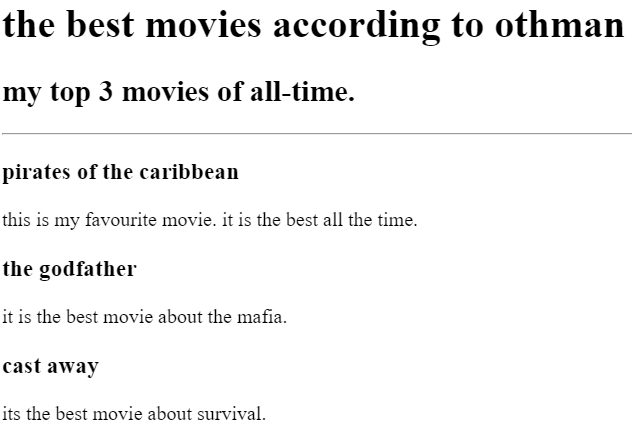 the best movies according to othman
my top 3 movies of all-time.
pirates of the caribbean
this is my favourite movie. it is the best all the time.
the godfather
it is the best movie about the mafia.
cast away
its the best movie about survival.